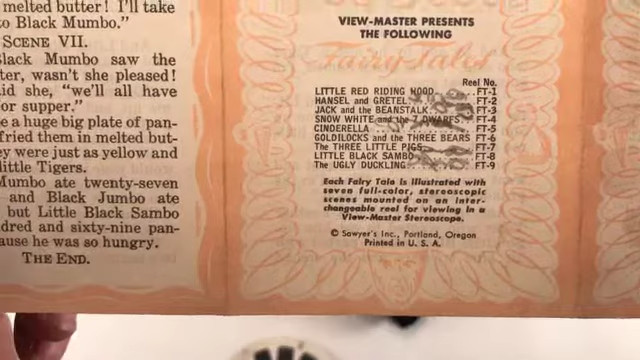 melted butter! I'll take
to Black Mumbo."
SCENE VII.
Black Mumbo saw the
ter, wasn't she pleased!
aid she, "we'll all have
or supper."
e a huge big plate of pan-
fried them in melted but-
ey were just as yellow and
little Tigers.
Mumbo ate twenty-seven
and Black Jumbo ate
but Little Black Sambo
dred and sixty-nine pan-
ause he was so hungry.
THE END.
VIEW-MASTER PRESENTS
THE FOLLOWING
Fairy Tales
Reel No.
LITTLE RED RIDING HOOD FT-1
HANSEL and GRETEL FT-2
JACK and the BEANSTALK FT-3
SNOW WHITE and the 7 DWARFS FT-4
CINDERELLA FT-5
GOLDILOCKS and the THREE BEARS FT-6
The THREE LITTLE PIGS FT-7
LITTLE BLACK SAMBO FT-8
The UGLY DUCKLING FT-9
Each Fairy Tale is illustrated with
seven full-color, stereoscopic
scenes mounted on an inter-
changeable reel for viewing in a
View-Master Stereoscope.
© Sawyer's Inc., Portland, Oregon
Printed in U. S. A.